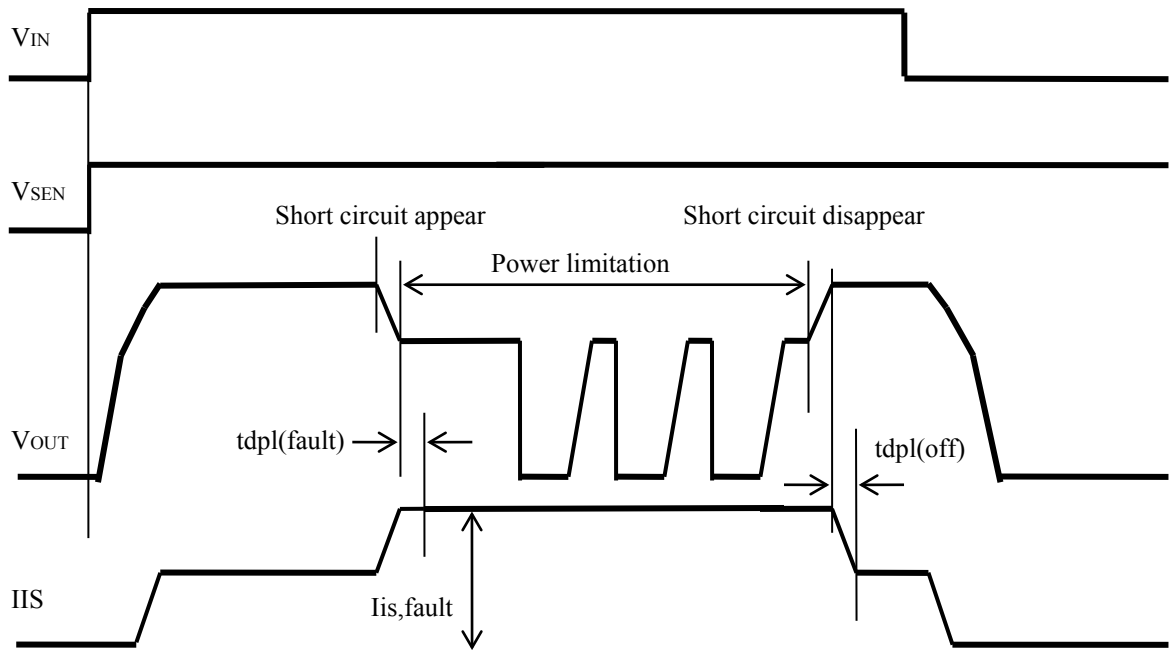 VIN
VSEN
Short circuit appear
Short circuit disappear
Power limitation
VOUT
tdpl(fault)
tdpl(off)
IIS
Iis,fault